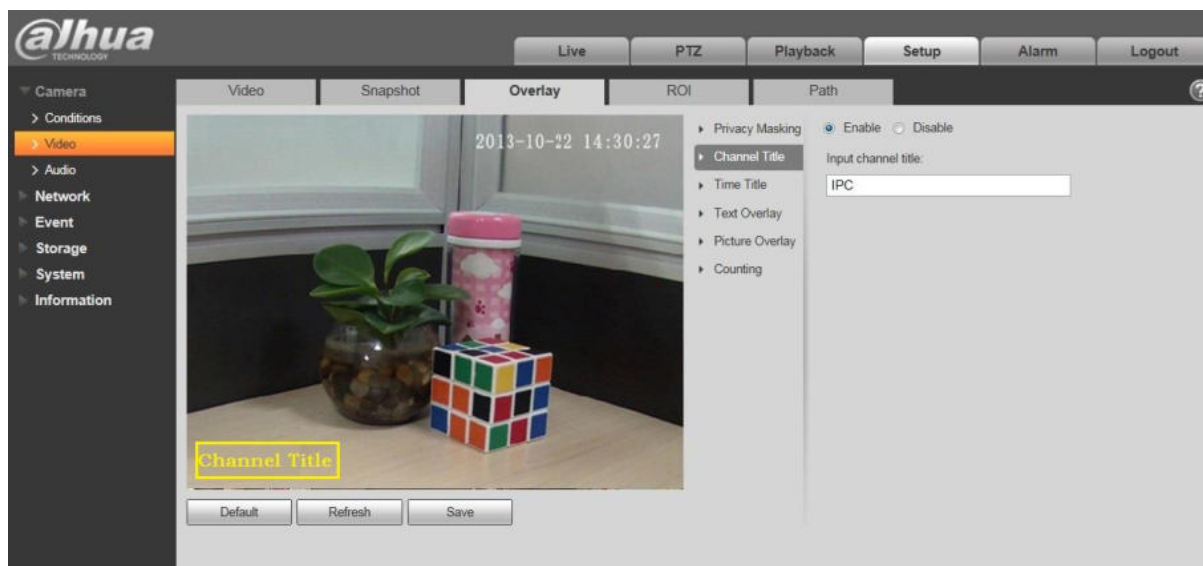 alhua
TECHNOLOGY
Live PTZ Playback Setup Alarm Logout
Camera
Conditions
Video
Audio
Network
Event
Storage
System
Information
Video Snapshot Overlay ROI Path
?
2013-10-22 14:30:27
Channel Title
Default Refresh Save
Privacy Masking
Channel Title
Time Title
Text Overlay
Picture Overlay
Counting
Enable Disable
Input channel title:
IPC